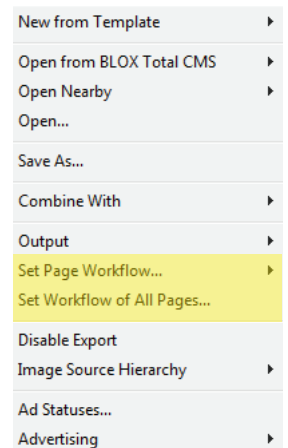 New from Template
Open from BLOX Total CMS
Open Nearby
Open...
Save As...
Combine With
Output
Set Page Workflow...
Set Workflow of All Pages...
Disable Export
Image Source Hierarchy
Ad Statuses...
Advertising